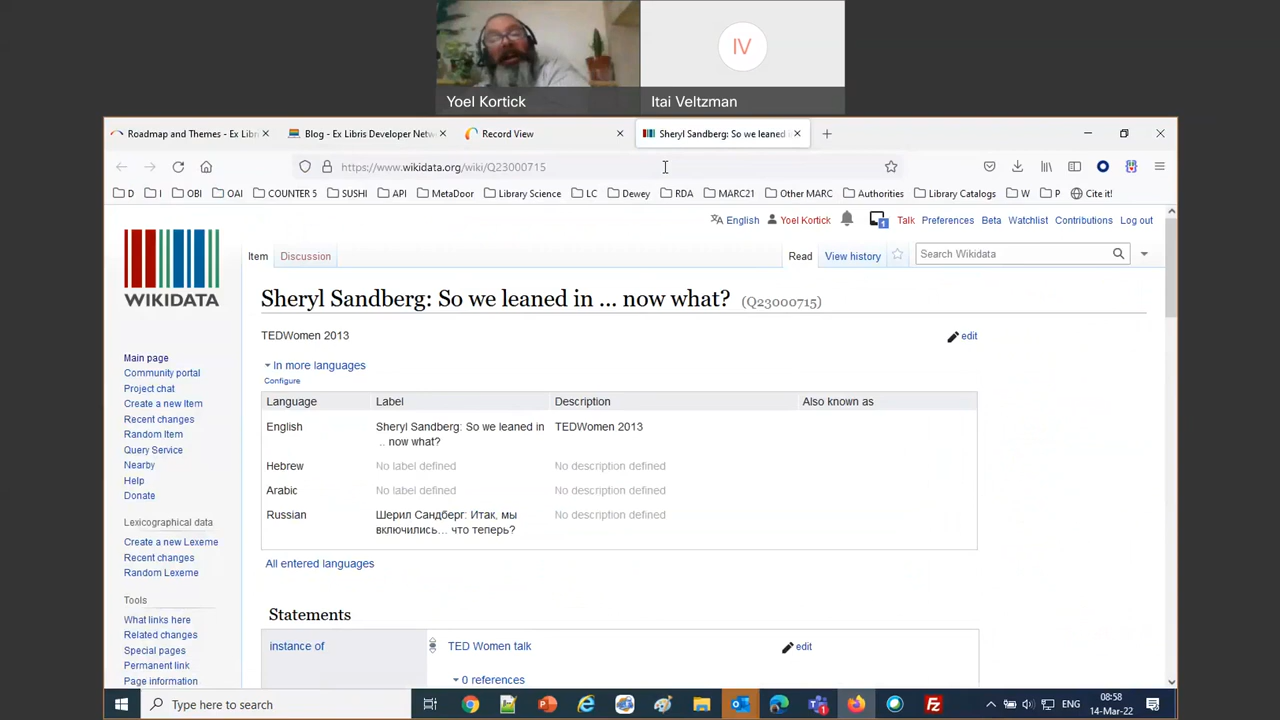 IV
Yoel Kortick
Itai Veltzman
Roadmap and Themes - Ex Libri
Blog - Ex Libris Developer Netw
Record View
Sheryl Sandberg: So we leaned i
https://www.wikidata.org/wiki/Q23000715
D
I
OBI
OAI
COUNTER 5
SUSHI
API
MetaDoor
Library Science
LC
Dewey
RDA
MARC21
Other MARC
Authorities
Library Catalogs
W
P
Cite it!
English
Yoel Kortick
1
Talk
Preferences
Beta
Watchlist
Contributions
Log out
WIKIDATA
Item
Discussion
Read
View history
Search Wikidata
Sheryl Sandberg: So we leaned in ... now what? (Q23000715)
TEDWomen 2013
edit
In more languages
Configure
Language Label Description Also known as
English Sheryl Sandberg: So we leaned in TEDWomen 2013
.. now what?
Hebrew No label defined No description defined
Arabic No label defined No description defined
Russian Шерил Сандберг: Итак, мы No description defined
включились… что теперь?
All entered languages
Statements
instance of
TED Women talk
edit
0 references
Main page
Community portal
Project chat
Create a new Item
Recent changes
Random Item
Query Service
Nearby
Help
Donate
Lexicographical data
Create a new Lexeme
Recent changes
Random Lexeme
Tools
What links here
Related changes
Special pages
Permanent link
Page information
Type here to search
ENG
08:58
14-Mar-22